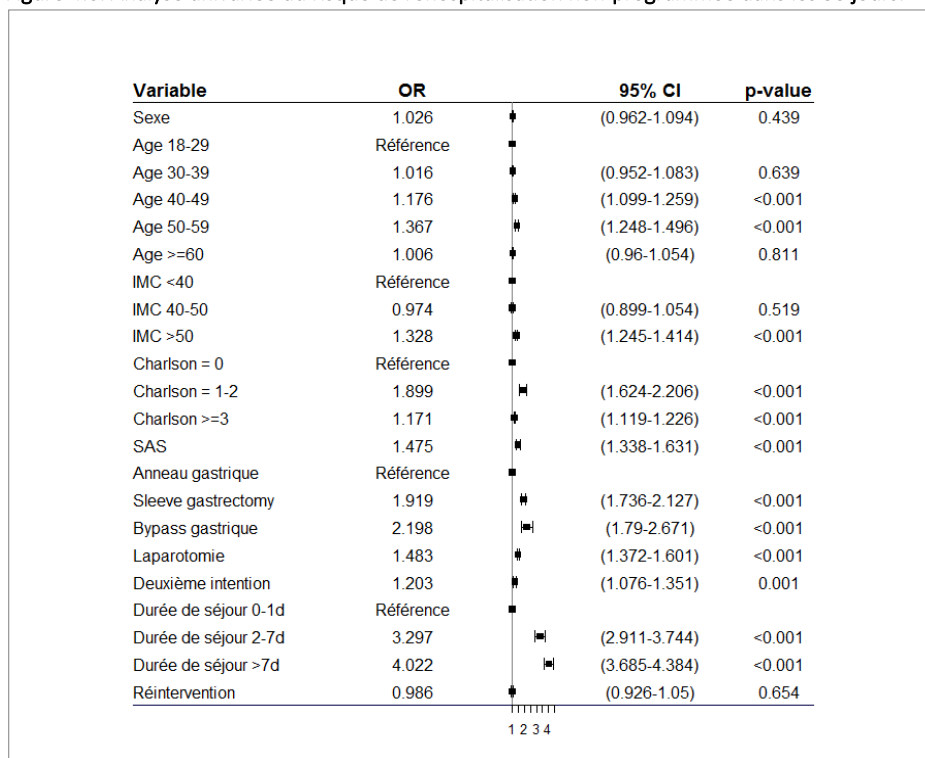 Variable OR 95% CI p-value
Sexe 1.026 (0.962-1.094) 0.439
Age 18-29 Référence
Age 30-39 1.016 (0.952-1.083) 0.639
Age 40-49 1.176 (1.099-1.259) <0.001
Age 50-59 1.367 (1.248-1.496) <0.001
Age >=60 1.006 (0.96-1.054) 0.811
IMC <40 Référence
IMC 40-50 0.974 (0.899-1.054) 0.519
IMC >50 1.328 (1.245-1.414) <0.001
Charlson = 0 Référence
Charlson = 1-2 1.899 (1.624-2.206) <0.001
Charlson >=3 1.171 (1.119-1.226) <0.001
SAS 1.475 (1.338-1.631) <0.001
Anneau gastrique Référence
Sleeve gastrectomy 1.919 (1.736-2.127) <0.001
Bypass gastrique 2.198 (1.79-2.671) <0.001
Laparotomie 1.483 (1.372-1.601) <0.001
Deuxième intention 1.203 (1.076-1.351) 0.001
Durée de séjour 0-1d Référence
Durée de séjour 2-7d 3.297 (2.911-3.744) <0.001
Durée de séjour >7d 4.022 (3.685-4.384) <0.001
Réintervention 0.986 (0.926-1.05) 0.654
1 2 3 4